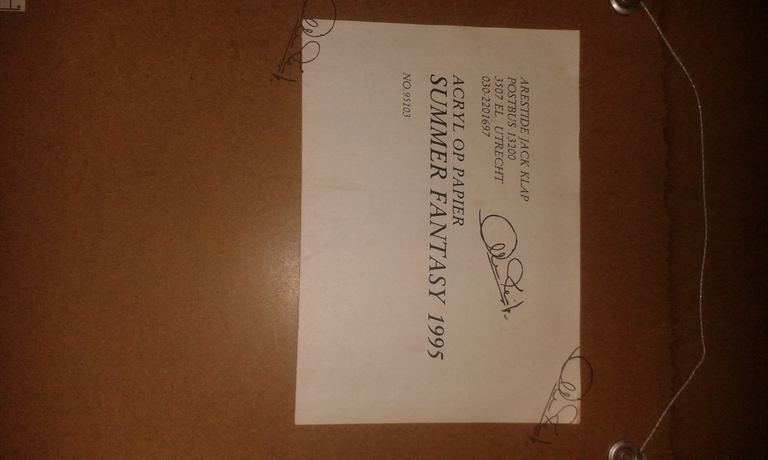 ARESTIDE JACK KLAP
POSTBUS 13200
3507 EL UTRECHT
030-2201697
ACRYL OP PAPIER
SUMMER FANTASY 1995
NO.95103